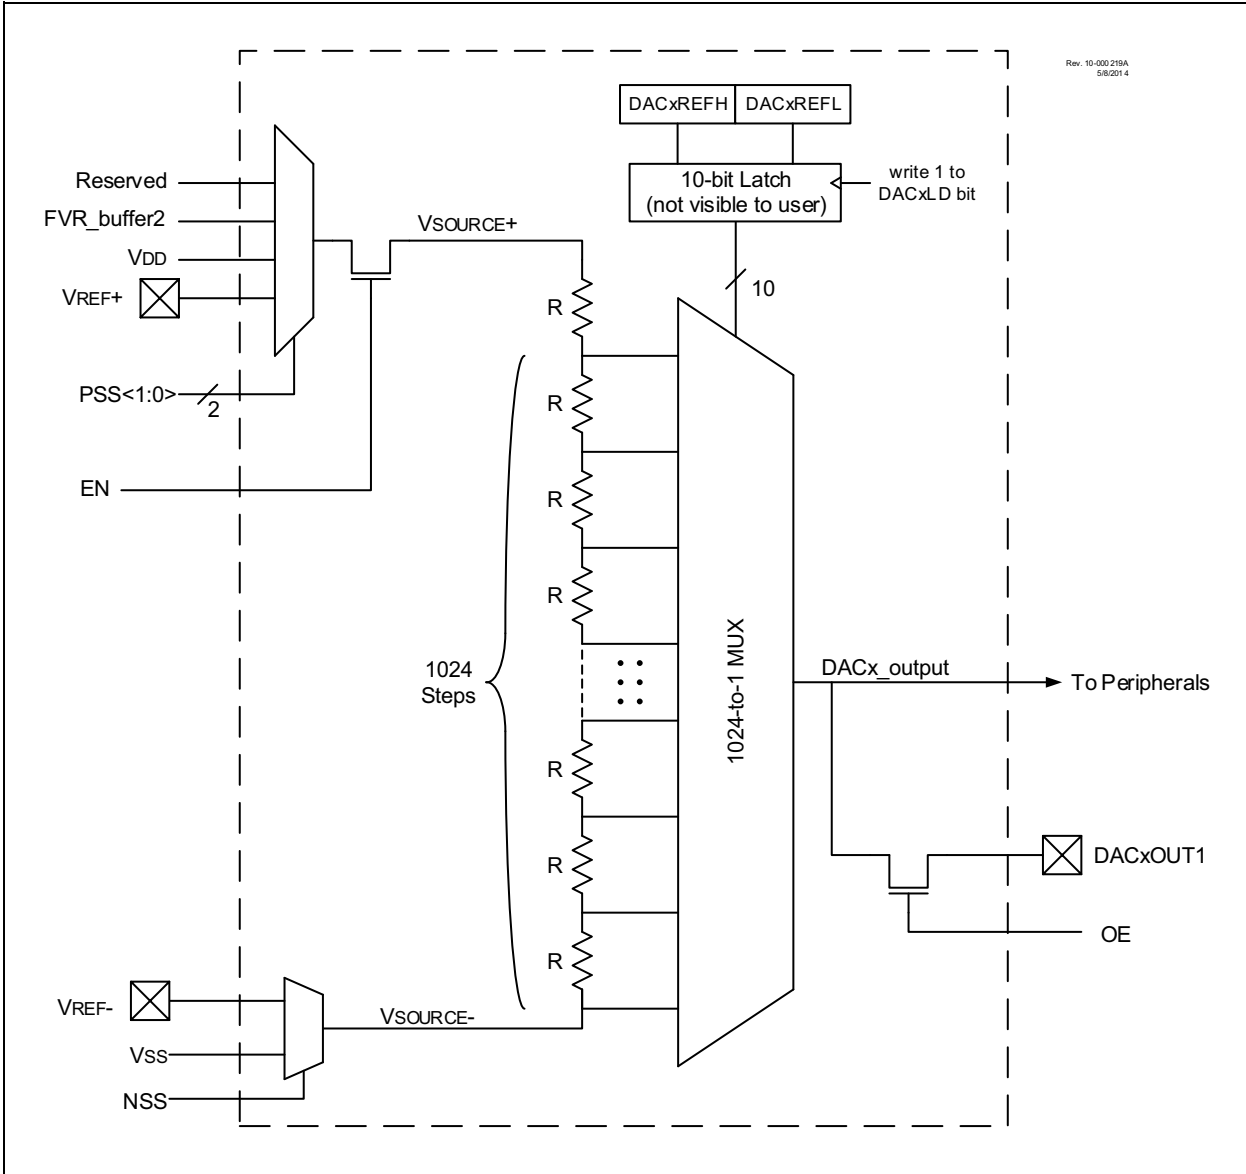 Rev. 10-000 219A
5/8/201 4
DACxREFH DACxREFL
10-bit Latch
(not visible to user)
write 1 to
DACxLD bit
Reserved
FVR_buffer2
VDD
VREF+
VSOURCE+
10
R
PSS<1:0>
2
R
EN
R
R
1024
Steps
1024-to-1 MUX
DACx_output
To Peripherals
R
R
DACxOUT1
R
OE
VREF-
VSOURCE-
VSS
NSS